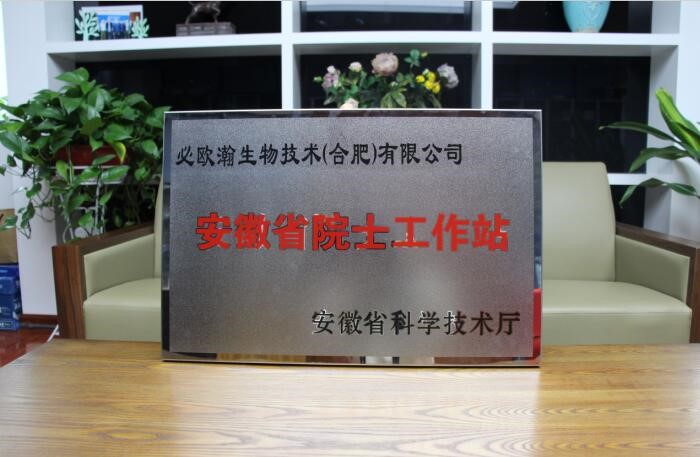 必欧瀚生物技术(合肥)有限公司
安徽省院士工作站
安徽省科学技术厅